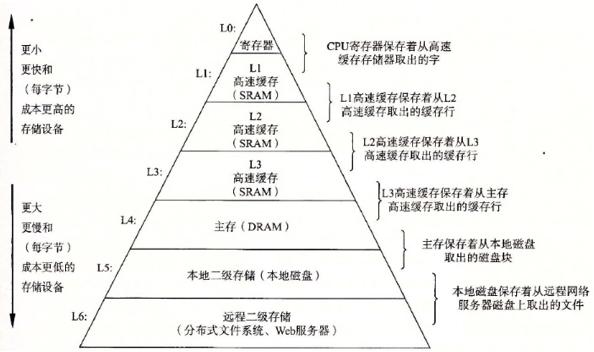 更小
更快和
（每字节）
成本更高的
存储设备
更大
更慢和
（每字节）
成本更低的
存储设备
L0:
寄存器
CPU寄存器保存着从高速
缓存存储器取出的字
L1:
L1
高速缓存
（SRAM）
L1高速缓存保存着从L2
高速缓存取出的缓存行
L2:
L2
高速缓存
（SRAM）
L2高速缓存保存着从L3
高速缓存取出的缓存行
L3:
L3
高速缓存
（SRAM）
L3高速缓存保存着从主存
高速缓存取出的缓存行
L4:
主存（DRAM）
主存保存着从本地磁盘
取出的磁盘块
L5:
本地二级存储（本地磁盘）
本地磁盘保存着从远程网络
服务器磁盘上取出的文件
L6:
远程二级存储
（分布式文件系统、Web服务器）